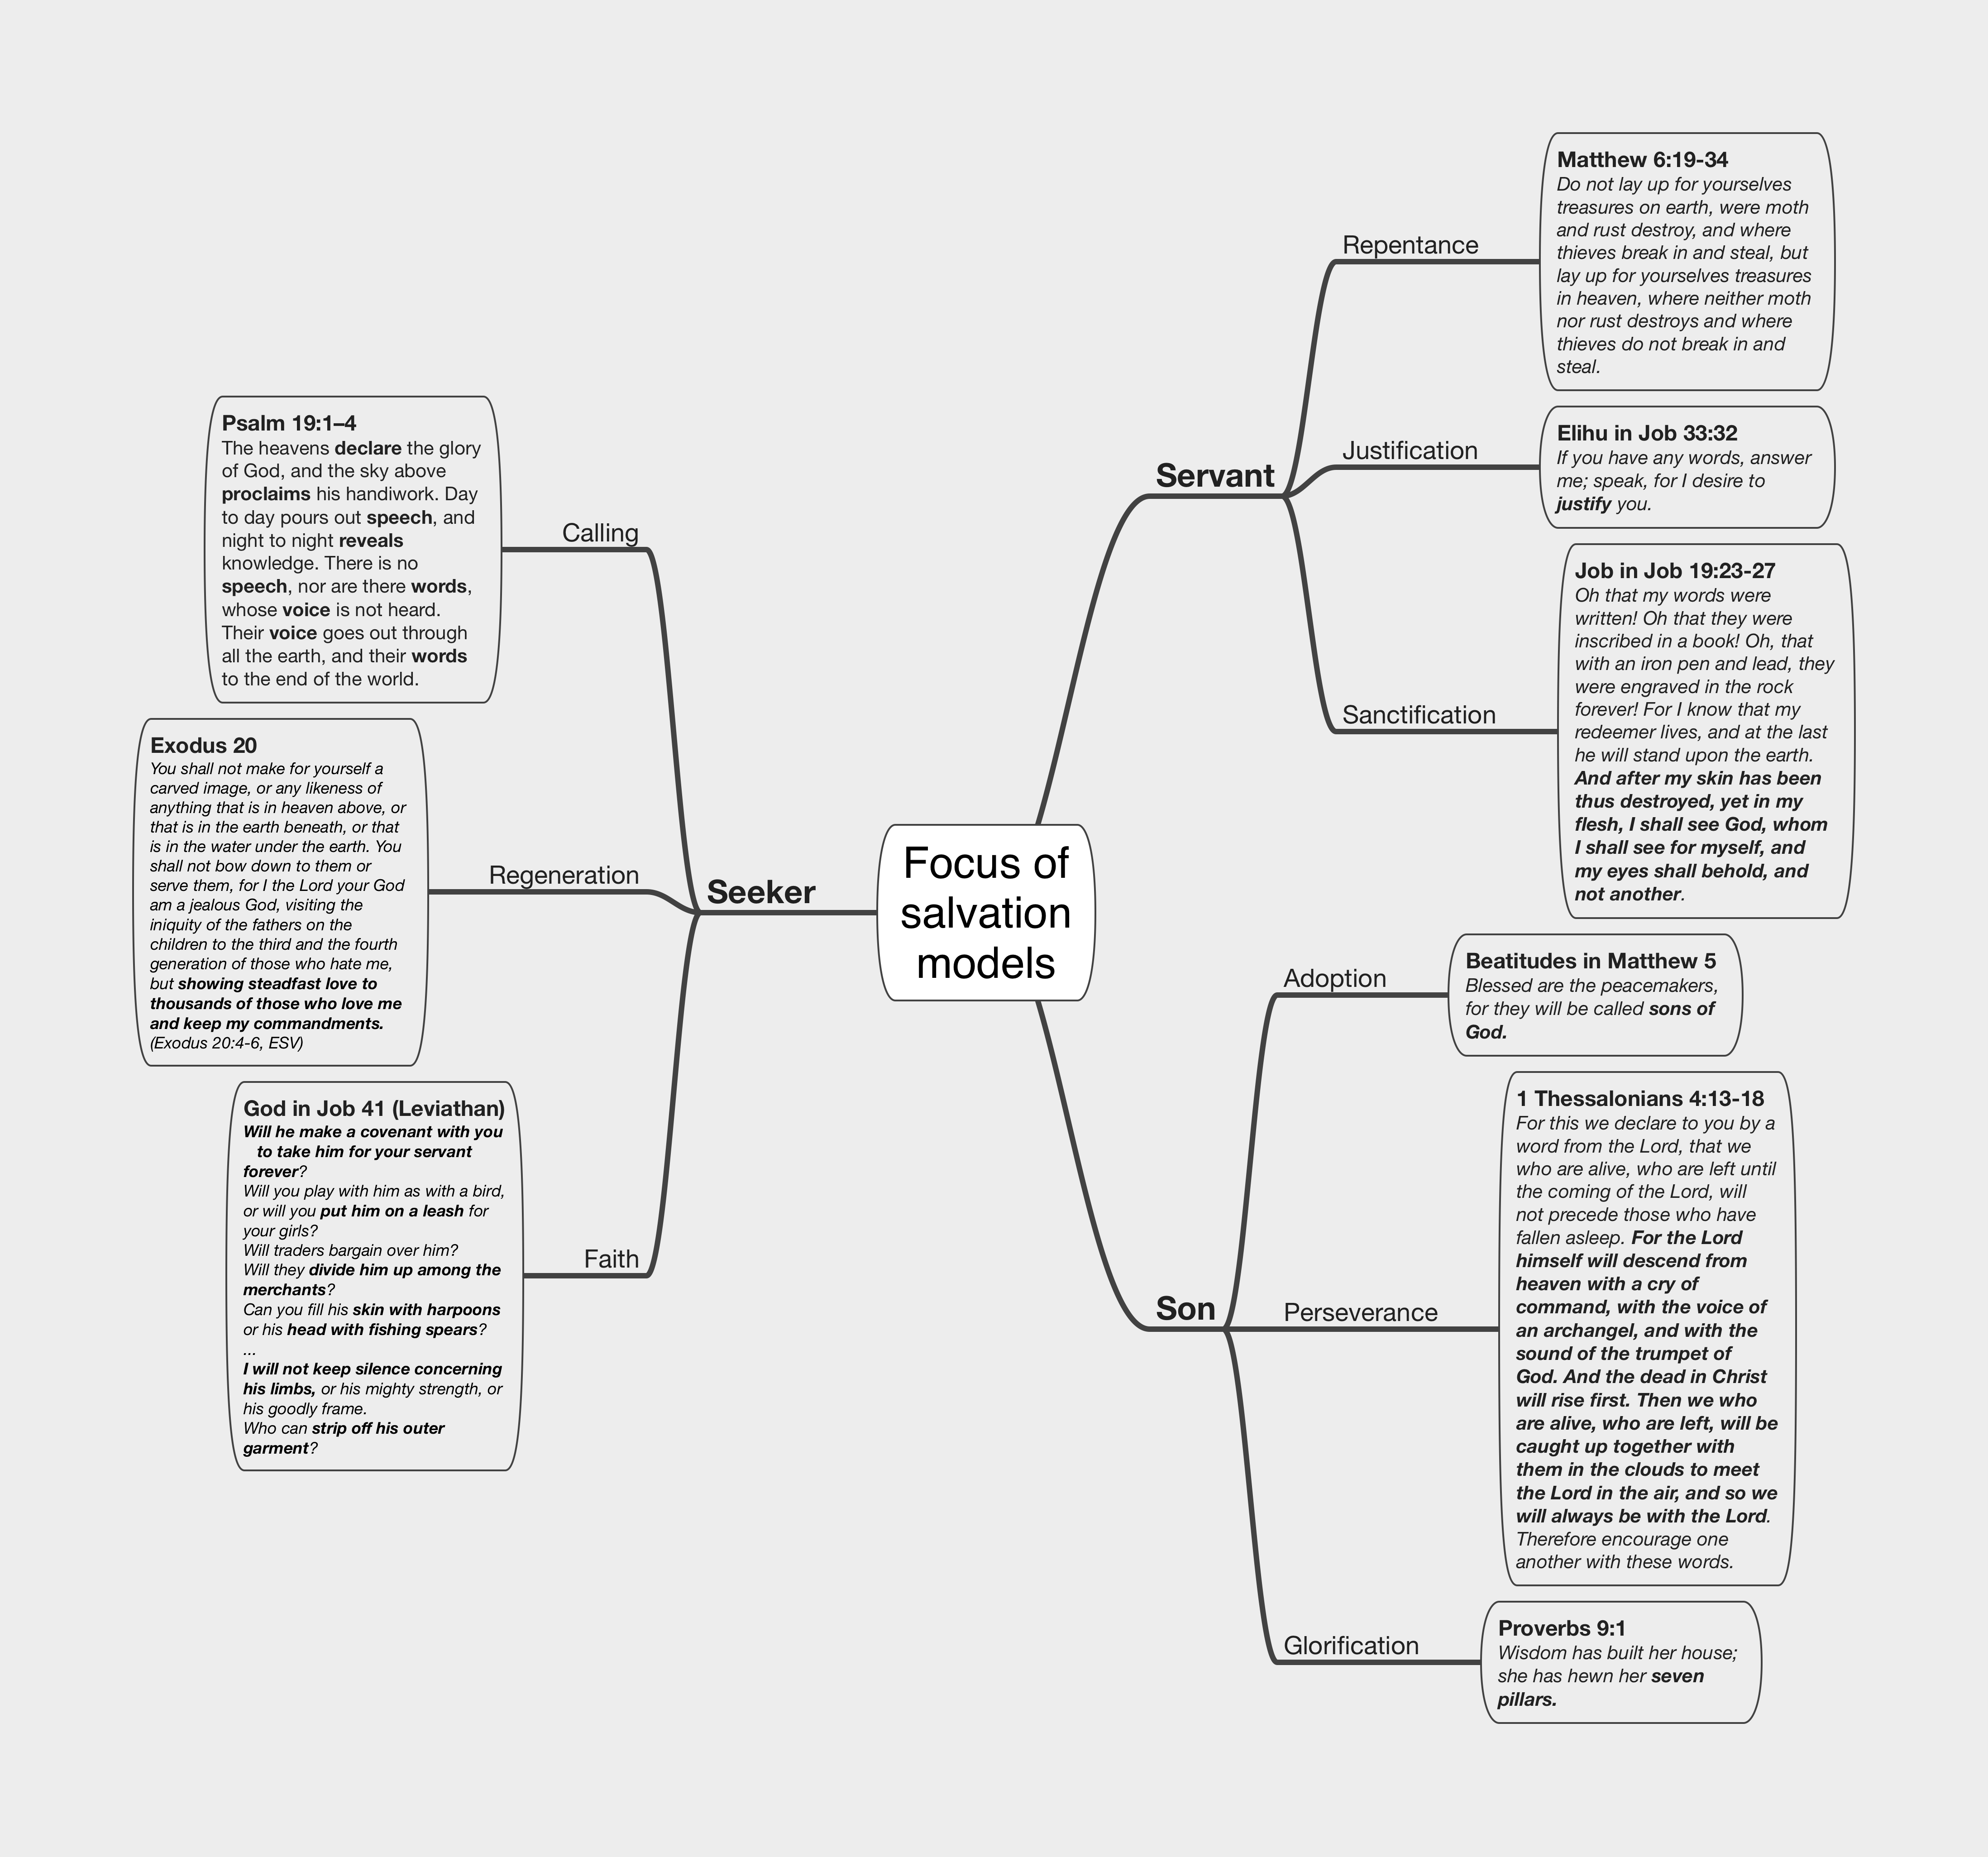 Focus of
salvation
models
Seeker
Calling
Psalm 19:1–4
The heavens declare the glory
of God, and the sky above
proclaims his handiwork. Day
to day pours out speech, and
night to night reveals
knowledge. There is no
speech, nor are there words,
whose voice is not heard.
Their voice goes out through
all the earth, and their words
to the end of the world.
Regeneration
Exodus 20
You shall not make for yourself a
carved image, or any likeness of
anything that is in heaven above, or
that is in the earth beneath, or that
is in the water under the earth. You
shall not bow down to them or
serve them, for I the Lord your God
am a jealous God, visiting the
iniquity of the fathers on the
children to the third and the fourth
generation of those who hate me,
but showing steadfast love to
thousands of those who love me
and keep my commandments.
(Exodus 20:4-6, ESV)
Faith
God in Job 41 (Leviathan)
Will he make a covenant with you
to take him for your servant
forever?
Will you play with him as with a bird,
or will you put him on a leash for
your girls?
Will traders bargain over him?
Will they divide him up among the
merchants?
Can you fill his skin with harpoons
or his head with fishing spears?
...
I will not keep silence concerning
his limbs, or his mighty strength, or
his goodly frame.
Who can strip off his outer
garment?
Servant
Repentance
Matthew 6:19-34
Do not lay up for yourselves
treasures on earth, were moth
and rust destroy, and where
thieves break in and steal, but
lay up for yourselves treasures
in heaven, where neither moth
nor rust destroys and where
thieves do not break in and
steal.
Justification
Elihu in Job 33:32
If you have any words, answer
me; speak, for I desire to
justify you.
Sanctification
Job in Job 19:23-27
Oh that my words were
written! Oh that they were
inscribed in a book! Oh, that
with an iron pen and lead, they
were engraved in the rock
forever! For I know that my
redeemer lives, and at the last
he will stand upon the earth.
And after my skin has been
thus destroyed, yet in my
flesh, I shall see God, whom
I shall see for myself, and
my eyes shall behold, and
not another.
Son
Adoption
Beatitudes in Matthew 5
Blessed are the peacemakers,
for they will be called sons of
God.
Perseverance
1 Thessalonians 4:13-18
For this we declare to you by a
word from the Lord, that we
who are alive, who are left until
the coming of the Lord, will
not precede those who have
fallen asleep. For the Lord
himself will descend from
heaven with a cry of
command, with the voice of
an archangel, and with the
sound of the trumpet of
God. And the dead in Christ
will rise first. Then we who
are alive, who are left, will be
caught up together with
them in the clouds to meet
the Lord in the air, and so we
will always be with the Lord.
Therefore encourage one
another with these words.
Glorification
Proverbs 9:1
Wisdom has built her house;
she has hewn her seven
pillars.